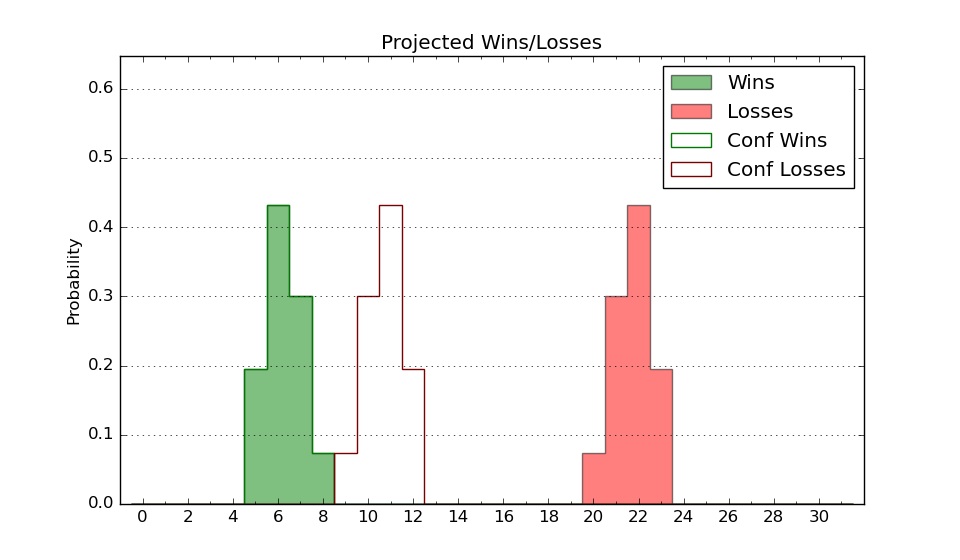 Projected Wins/Losses
Wins
Losses
Conf Wins
Conf Losses
Probability
0.6
0.5
0.4
0.3
0.2
0.1
0.0
0 2 4 6 8 10 12 14 16 18 20 22 24 26 28 30